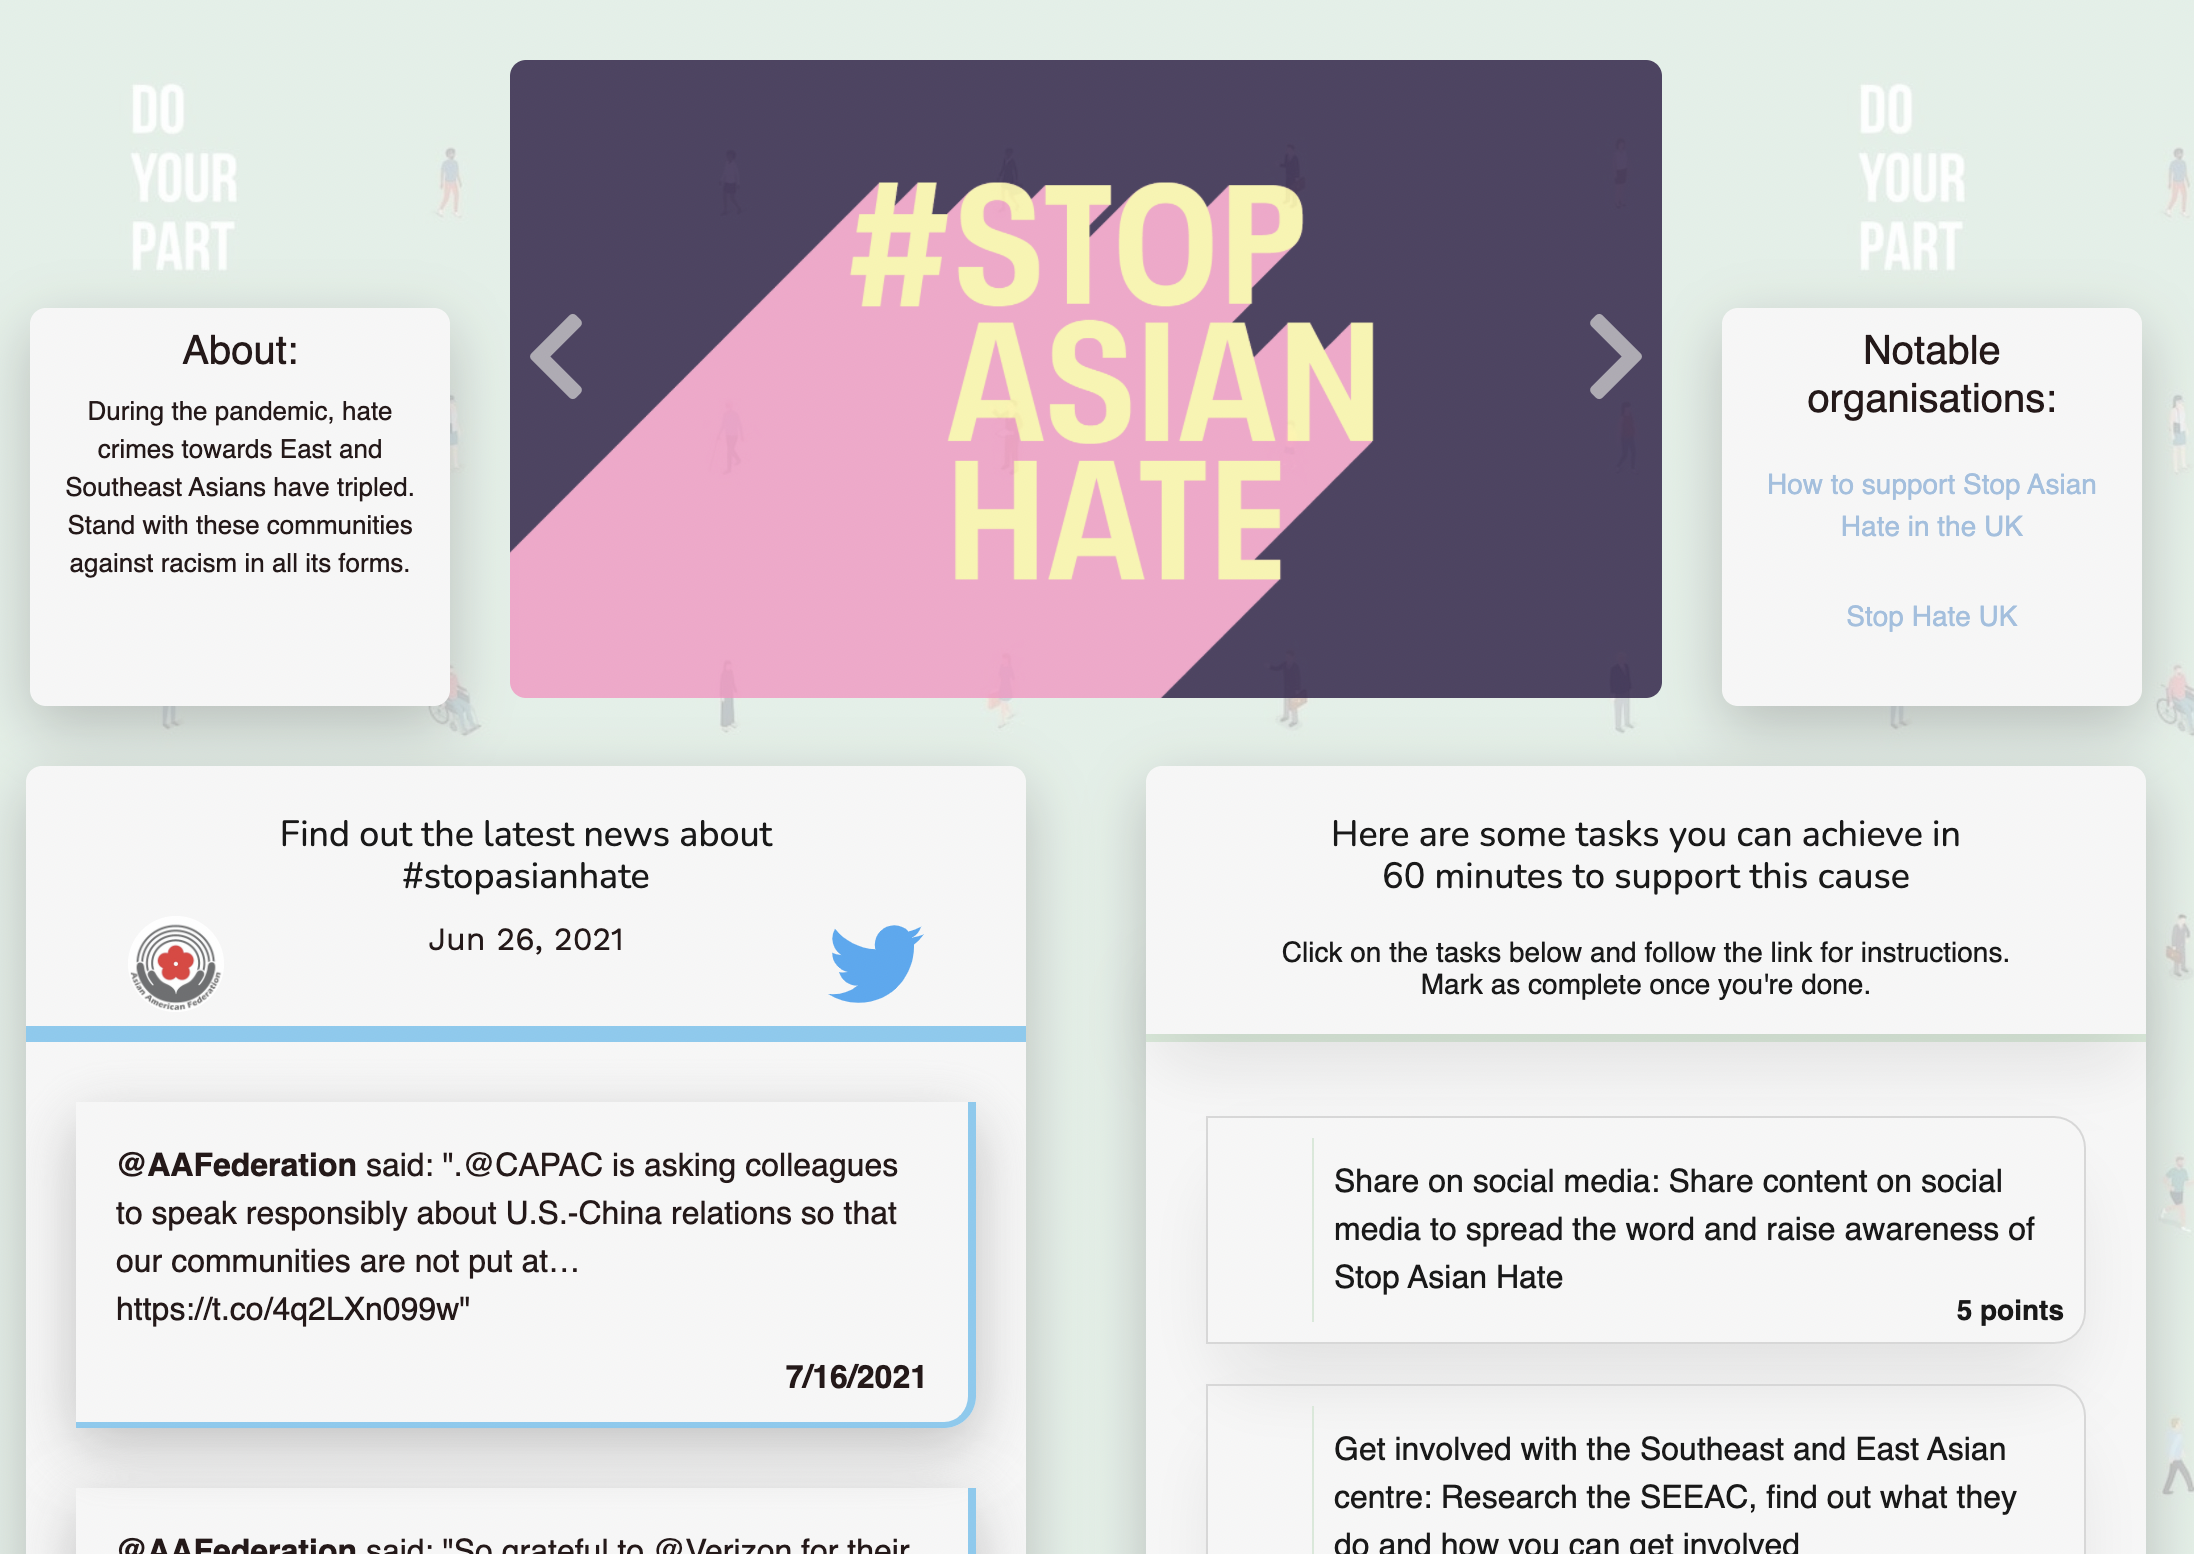 DO
YOUR
PART
#STOP
ASIAN
HATE
DO
YOUR
PART
About:
During the pandemic, hate
crimes towards East and
Southeast Asians have tripled.
Stand with these communities
against racism in all its forms.
Notable
organisations:
How to support Stop Asian
Hate in the UK
Stop Hate UK
Find out the latest news about
#stopasianhate
Jun 26, 2021
Asian American Federation
@AAFederation said: ".@CAPAC is asking colleagues
to speak responsibly about U.S.-China relations so that
our communities are not put at…
https://t.co/4q2LXn099w"
7/16/2021
@AAFederation said: "So grateful to @Verizon for their
Here are some tasks you can achieve in
60 minutes to support this cause
Click on the tasks below and follow the link for instructions.
Mark as complete once you're done.
Share on social media: Share content on social
media to spread the word and raise awareness of
Stop Asian Hate
5 points
Get involved with the Southeast and East Asian
centre: Research the SEEAC, find out what they
do and how you can get involved